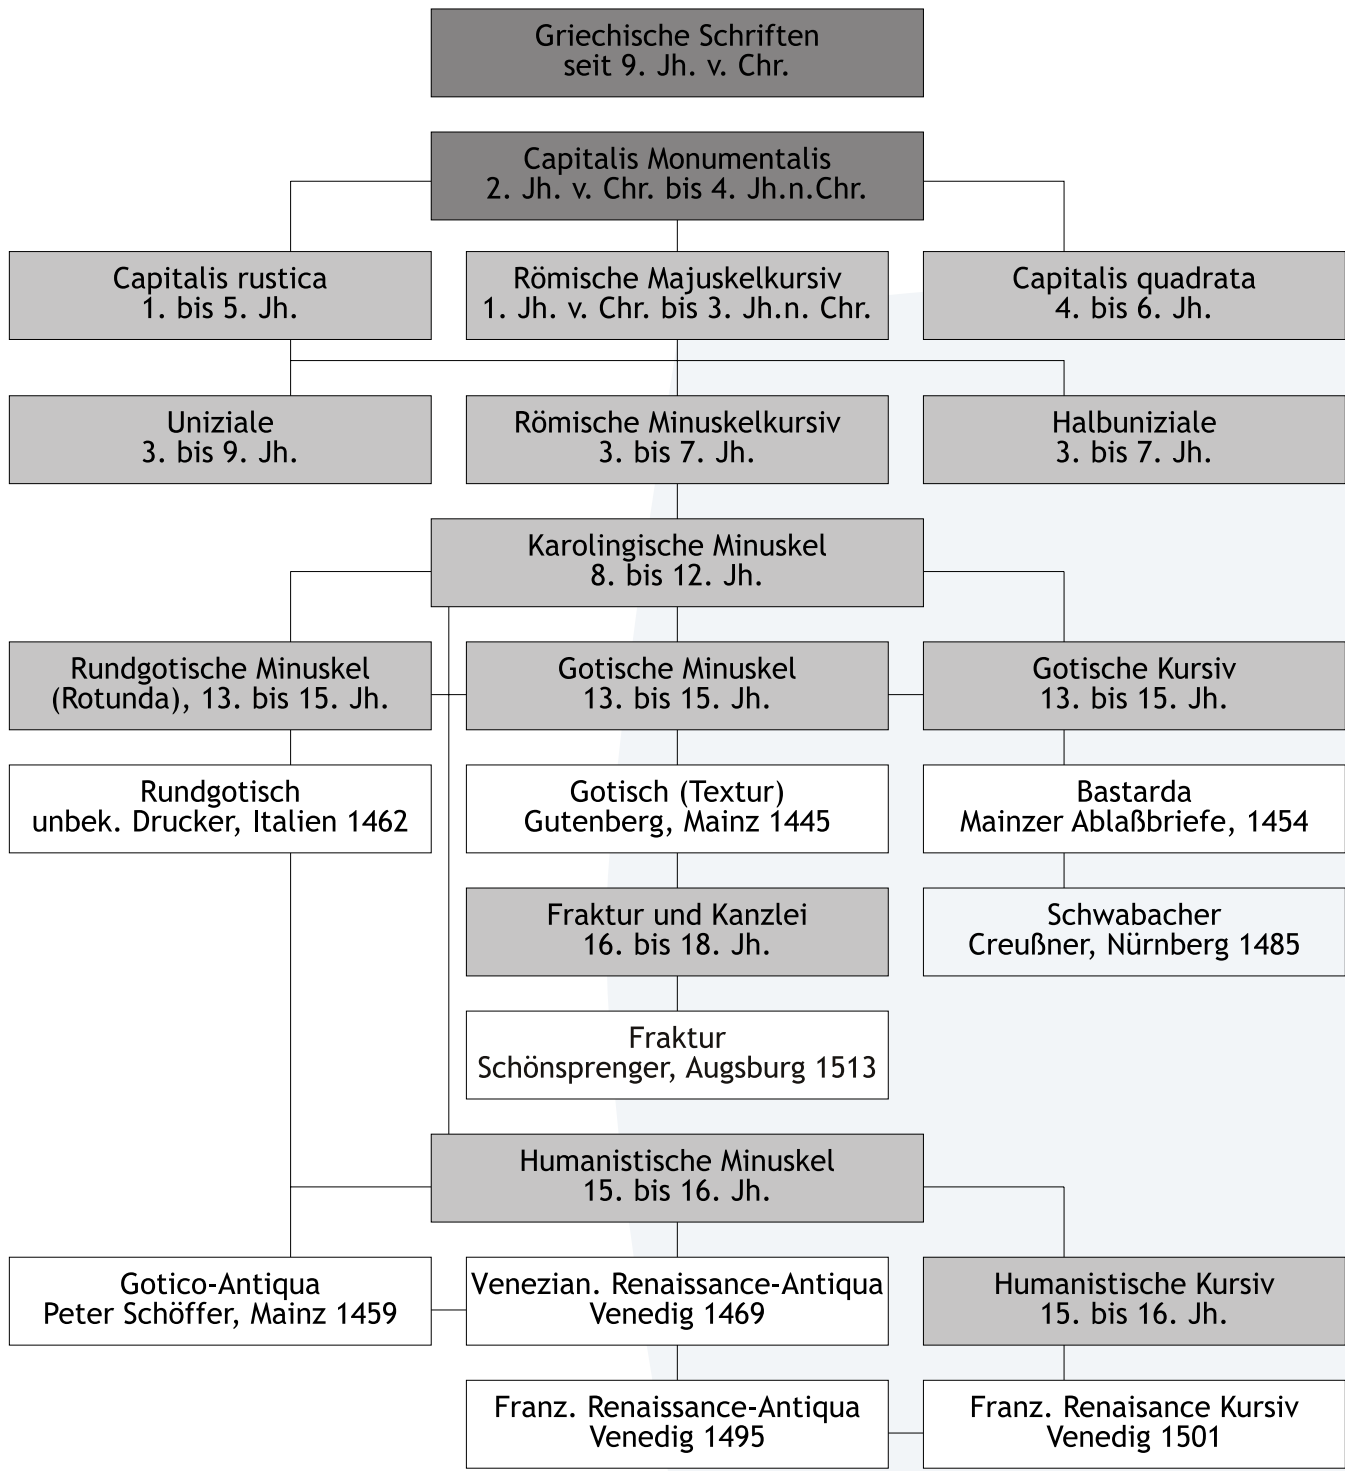 Griechische Schriften
seit 9. Jh. v. Chr.
Capitalis Monumentalis
2. Jh. v. Chr. bis 4. Jh.n.Chr.
Capitalis rustica
1. bis 5. Jh.
Römische Majuskelkursiv
1. Jh. v. Chr. bis 3. Jh.n. Chr.
Capitalis quadrata
4. bis 6. Jh.
Uniziale
3. bis 9. Jh.
Römische Minuskelkursiv
3. bis 7. Jh.
Halbuniziale
3. bis 7. Jh.
Karolingische Minuskel
8. bis 12. Jh.
Rundgotische Minuskel
(Rotunda), 13. bis 15. Jh.
Gotische Minuskel
13. bis 15. Jh.
Gotische Kursiv
13. bis 15. Jh.
Rundgotisch
unbek. Drucker, Italien 1462
Gotisch (Textur)
Gutenberg, Mainz 1445
Bastarda
Mainzer Ablaßbriefe, 1454
Fraktur und Kanzlei
16. bis 18. Jh.
Schwabacher
Creußner, Nürnberg 1485
Fraktur
Schönsprenger, Augsburg 1513
Humanistische Minuskel
15. bis 16. Jh.
Gotico-Antiqua
Peter Schöffer, Mainz 1459
Venezian. Renaissance-Antiqua
Venedig 1469
Humanistische Kursiv
15. bis 16. Jh.
Franz. Renaissance-Antiqua
Venedig 1495
Franz. Renaisance Kursiv
Venedig 1501